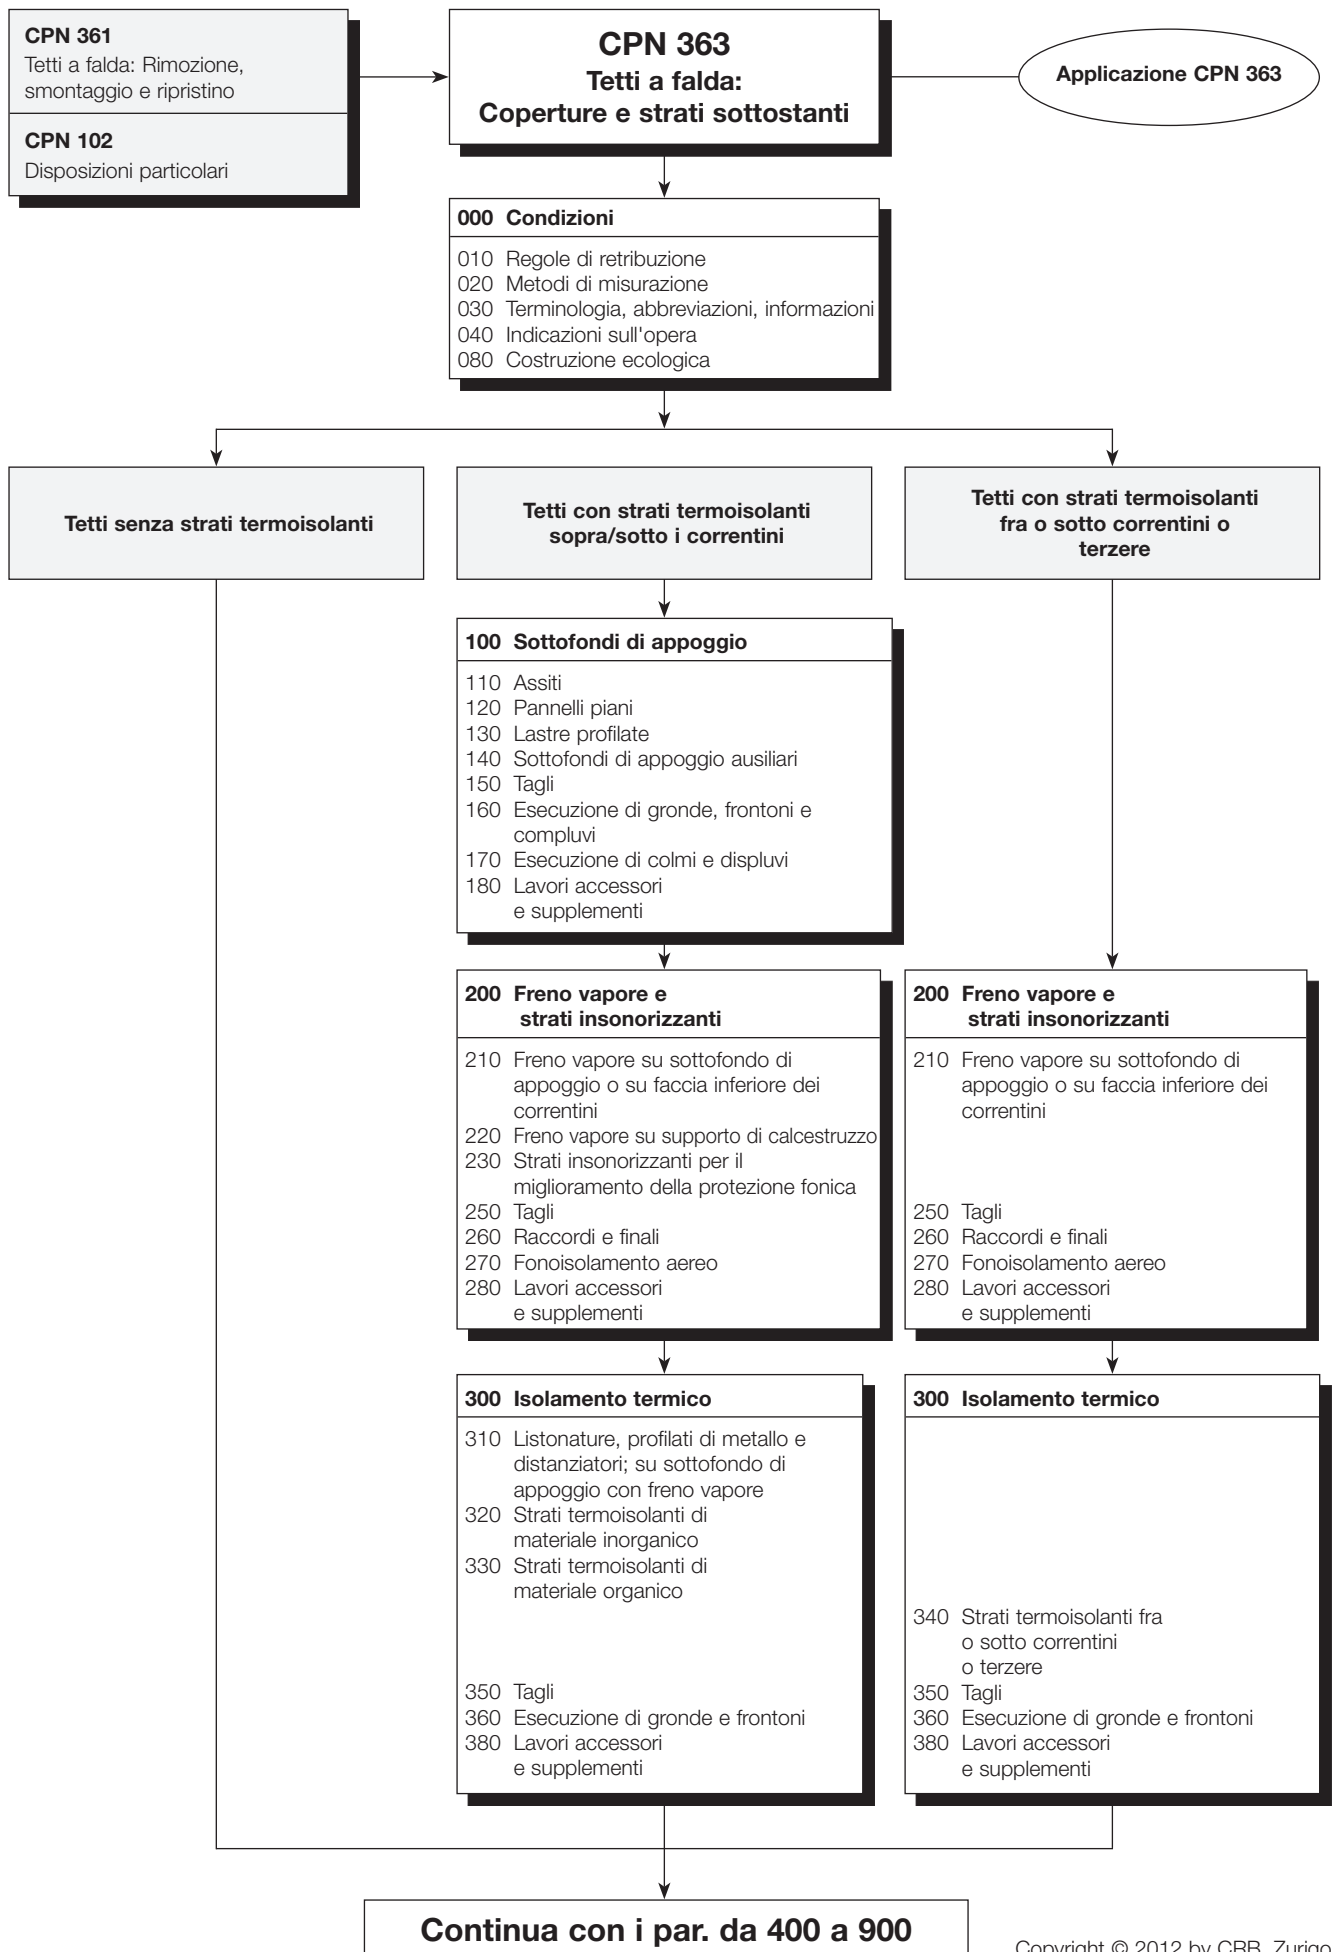 CPN 361
Tetti a falda: Rimozione,
smontaggio e ripristino
CPN 102
Disposizioni particolari
CPN 363
Tetti a falda:
Coperture e strati sottostanti
Applicazione CPN 363
000 Condizioni
010 Regole di retribuzione
020 Metodi di misurazione
030 Terminologia, abbreviazioni, informazioni
040 Indicazioni sull'opera
080 Costruzione ecologica
Tetti senza strati termoisolanti
Tetti con strati termoisolanti
sopra/sotto i correntini
Tetti con strati termoisolanti
fra o sotto correntini o
terzere
100 Sottofondi di appoggio
110 Assiti
120 Pannelli piani
130 Lastre profilate
140 Sottofondi di appoggio ausiliari
150 Tagli
160 Esecuzione di gronde, frontoni e
compluvi
170 Esecuzione di colmi e displuvi
180 Lavori accessori
e supplementi
200 Freno vapore e
strati insonorizzanti
210 Freno vapore su sottofondo di
appoggio o su faccia inferiore dei
correntini
220 Freno vapore su supporto di calcestruzzo
230 Strati insonorizzanti per il
miglioramento della protezione fonica
250 Tagli
260 Raccordi e finali
270 Fonoisolamento aereo
280 Lavori accessori
e supplementi
200 Freno vapore e
strati insonorizzanti
210 Freno vapore su sottofondo di
appoggio o su faccia inferiore dei
correntini
250 Tagli
260 Raccordi e finali
270 Fonoisolamento aereo
280 Lavori accessori
e supplementi
300 Isolamento termico
310 Listonature, profilati di metallo e
distanziatori; su sottofondo di
appoggio con freno vapore
320 Strati termoisolanti di
materiale inorganico
330 Strati termoisolanti di
materiale organico
350 Tagli
360 Esecuzione di gronde e frontoni
380 Lavori accessori
e supplementi
300 Isolamento termico
340 Strati termoisolanti fra
o sotto correntini
o terzere
350 Tagli
360 Esecuzione di gronde e frontoni
380 Lavori accessori
e supplementi
Continua con i par. da 400 a 900
Copyright © 2012 by CRB, Zurigo